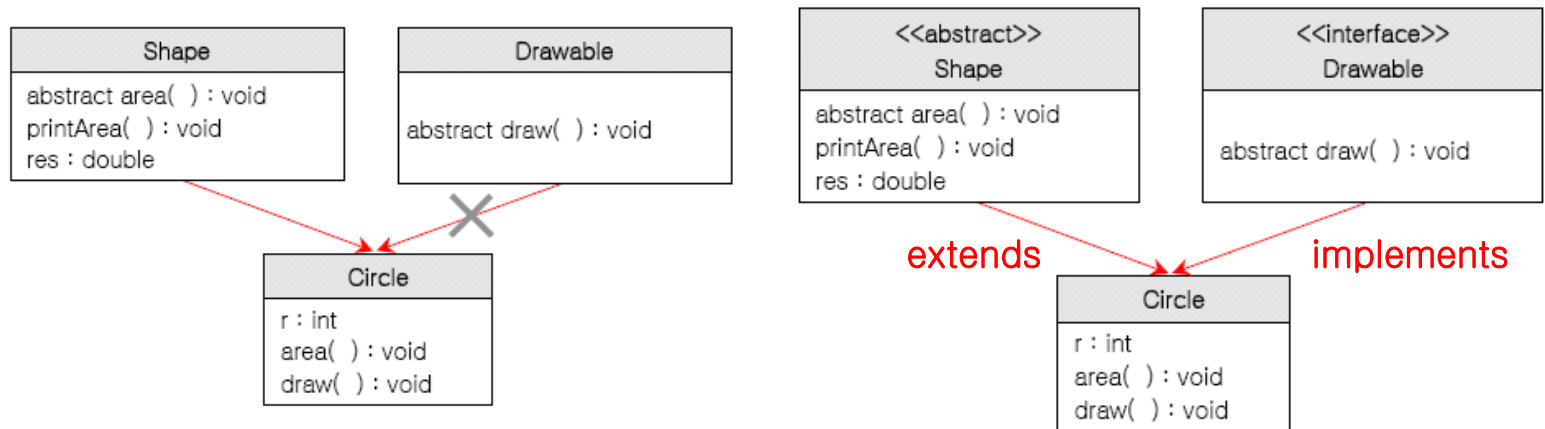 Shape
abstract area( ) : void
printArea( ) : void
res : double
Drawable
abstract draw( ) : void
Circle
r : int
area( ) : void
draw( ) : void
<<abstract>>
Shape
abstract area( ) : void
printArea( ) : void
res : double
<<interface>>
Drawable
abstract draw( ) : void
extends
implements
Circle
r : int
area( ) : void
draw( ) : void